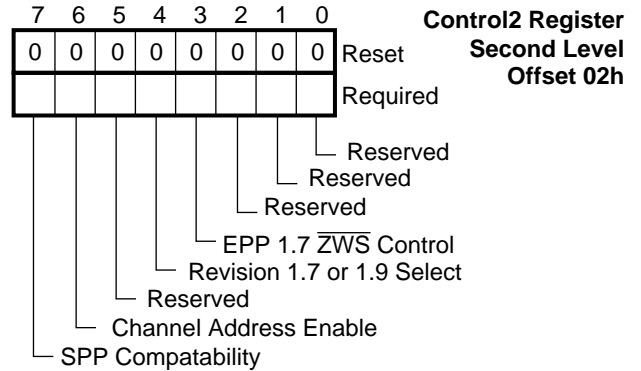 7 6 5 4 3 2 1 0
Control2 Register
Second Level
Offset 02h
0 0 0 0 0 0 0 0 Reset
Required
Reserved
Reserved
Reserved
EPP 1.7 ZWS Control
Revision 1.7 or 1.9 Select
Reserved
Channel Address Enable
SPP Compatability